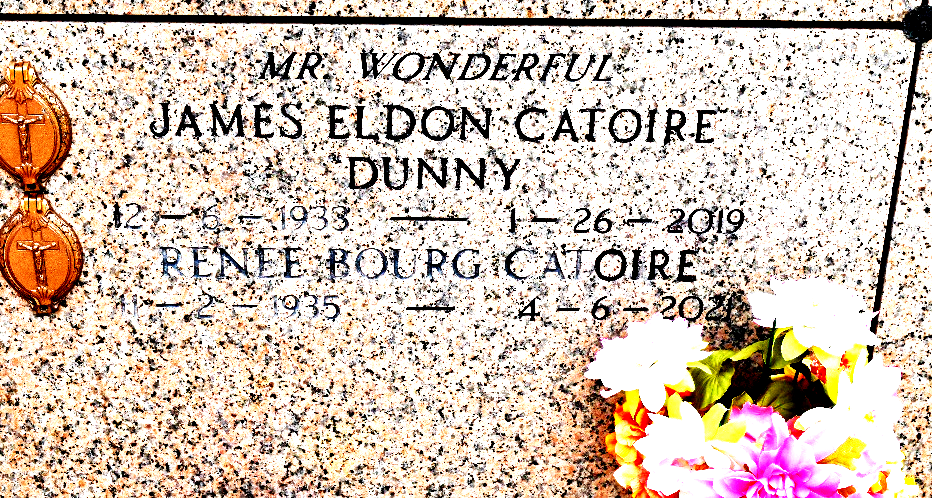 MR. WONDERFUL
JAMES ELDON CATOIRE
"DUNNY"
12 — 6 — 1933 — 1 — 26 — 2019
RENEE BOURG CATOIRE
11 — 2 — 1935 — 4 — 6 — 2021